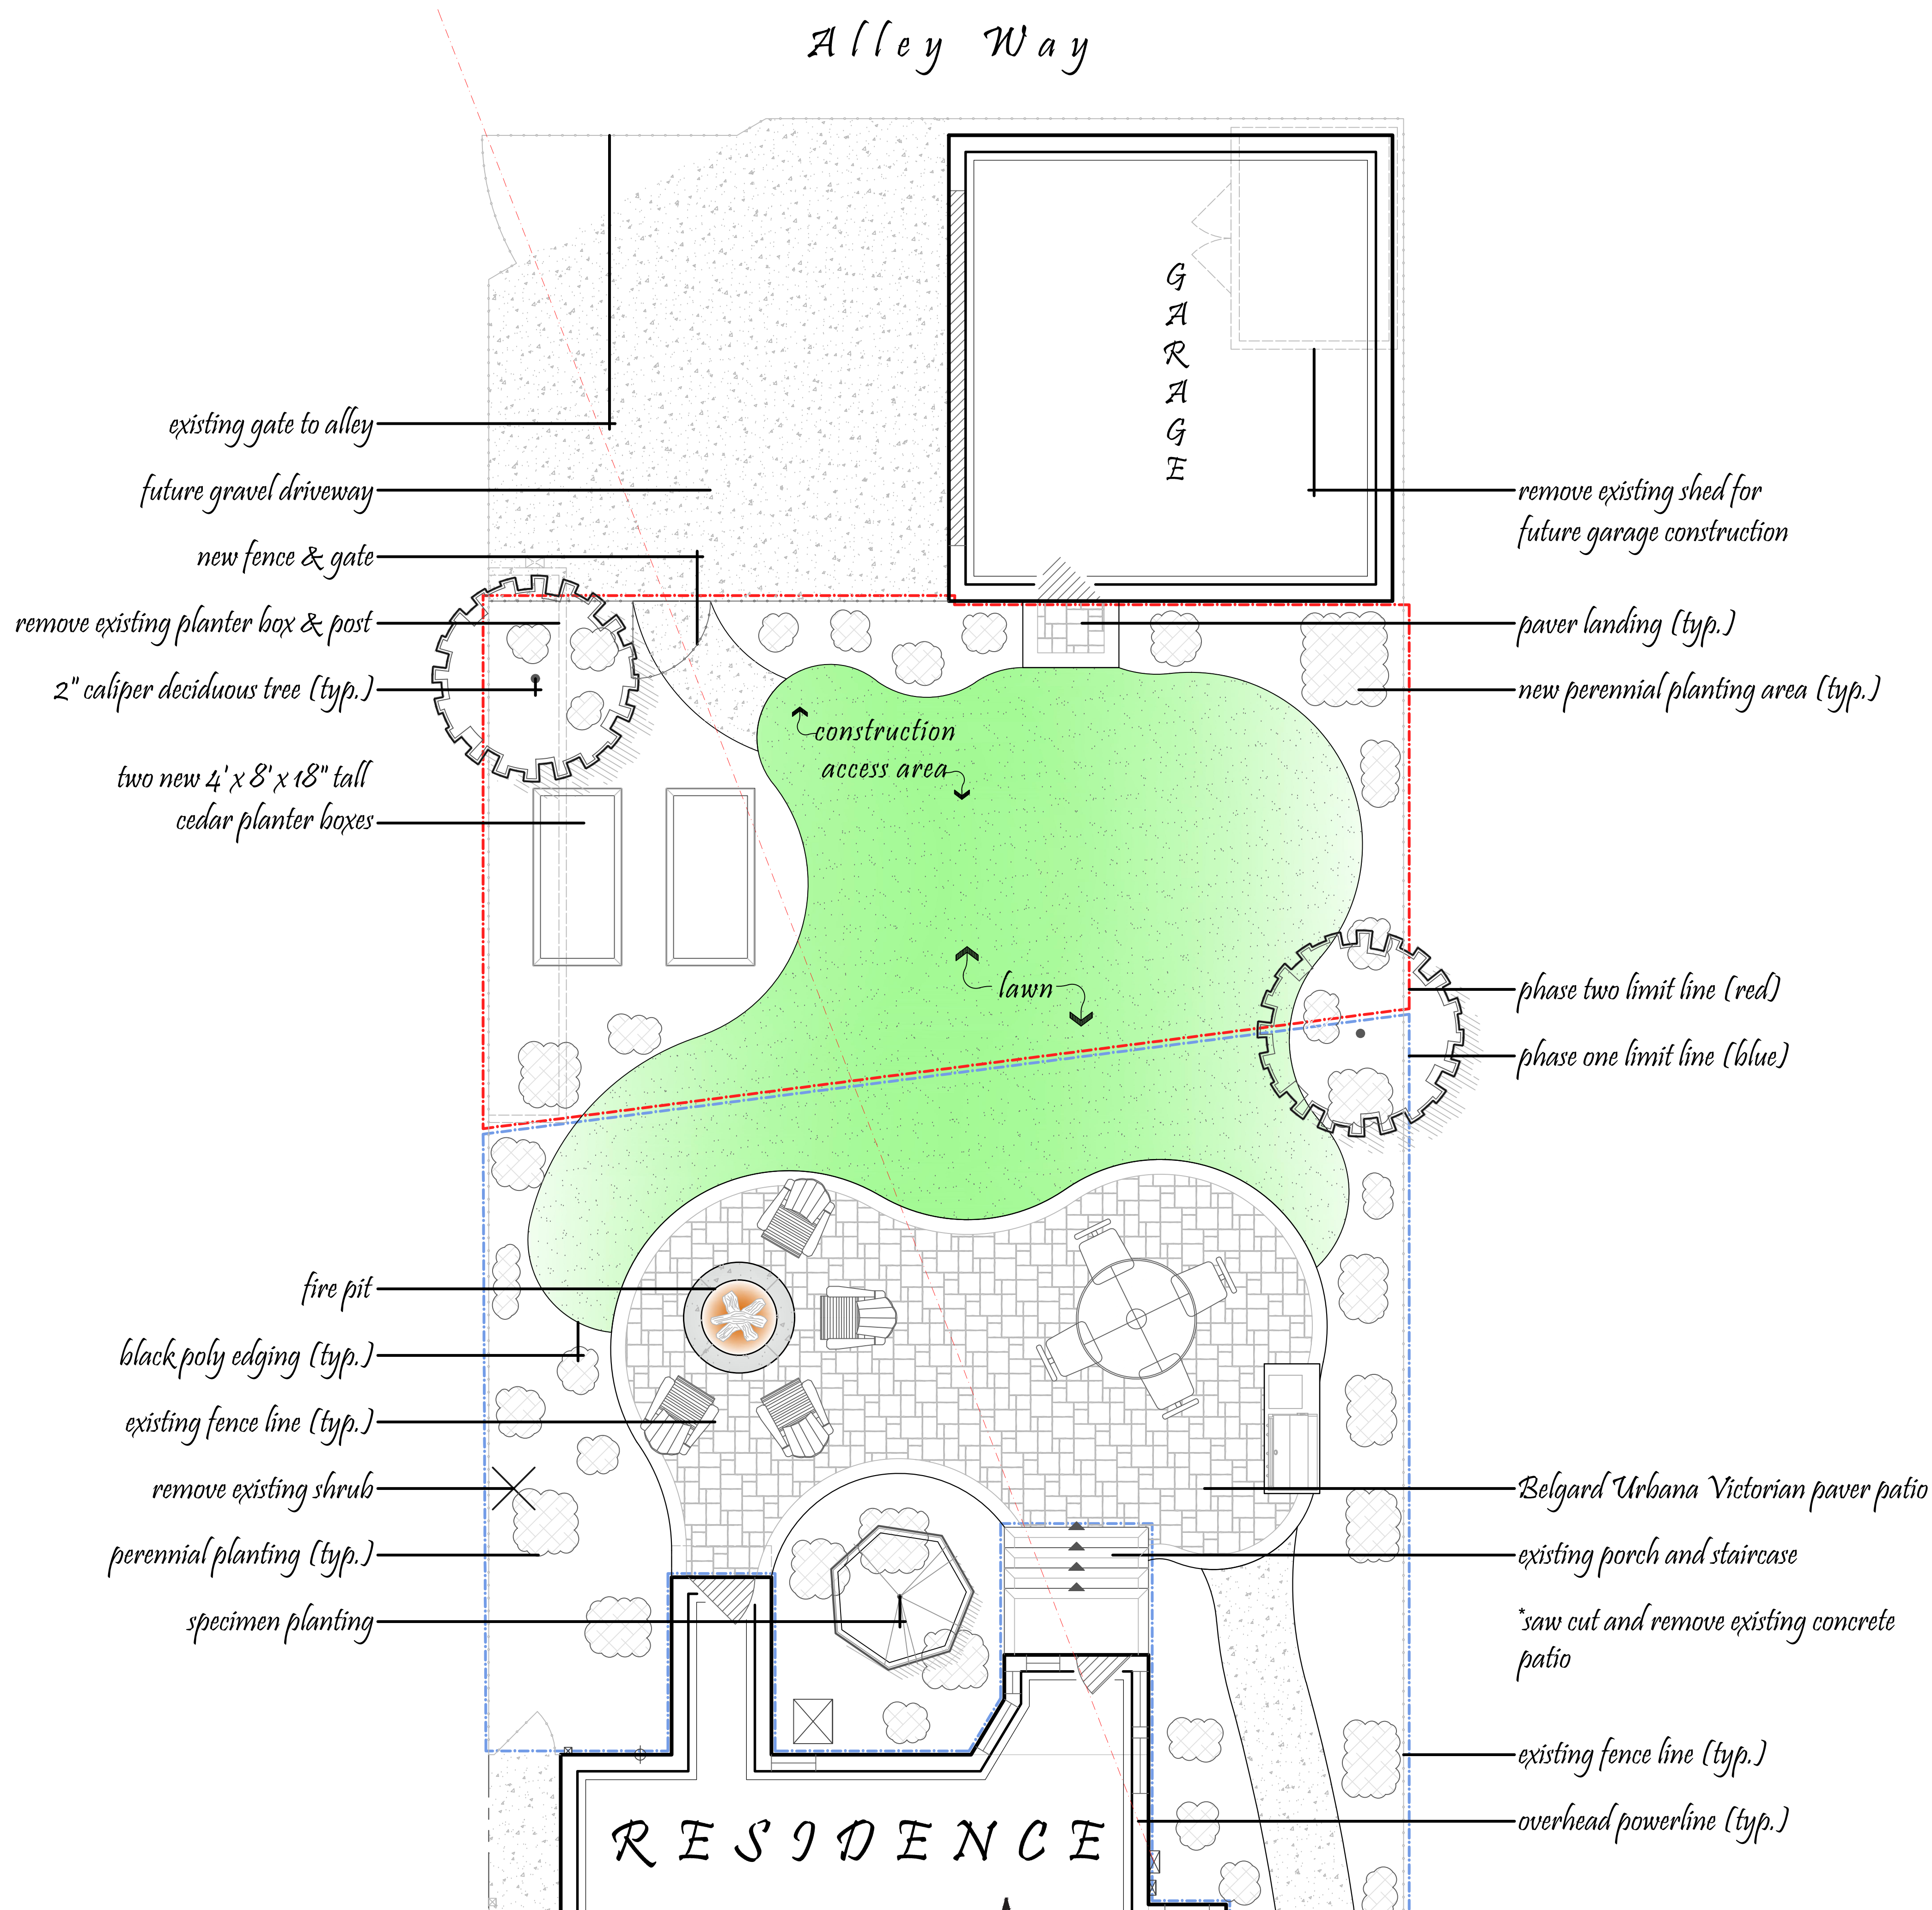 Alley Way
GARAGE
existing gate to alley
future gravel driveway
new fence & gate
remove existing planter box & post
2" caliper deciduous tree (typ.)
two new 4' x 8' x 18" tall
cedar planter boxes
remove existing shed for
future garage construction
paver landing (typ.)
new perennial planting area (typ.)
construction
access area
lawn
phase two limit line (red)
phase one limit line (blue)
fire pit
black poly edging (typ.)
existing fence line (typ.)
remove existing shrub
perennial planting (typ.)
specimen planting
Belgard Urbana Victorian paver patio
existing porch and staircase
*saw cut and remove existing concrete
patio
existing fence line (typ.)
overhead powerline (typ.)
RESIDENCE